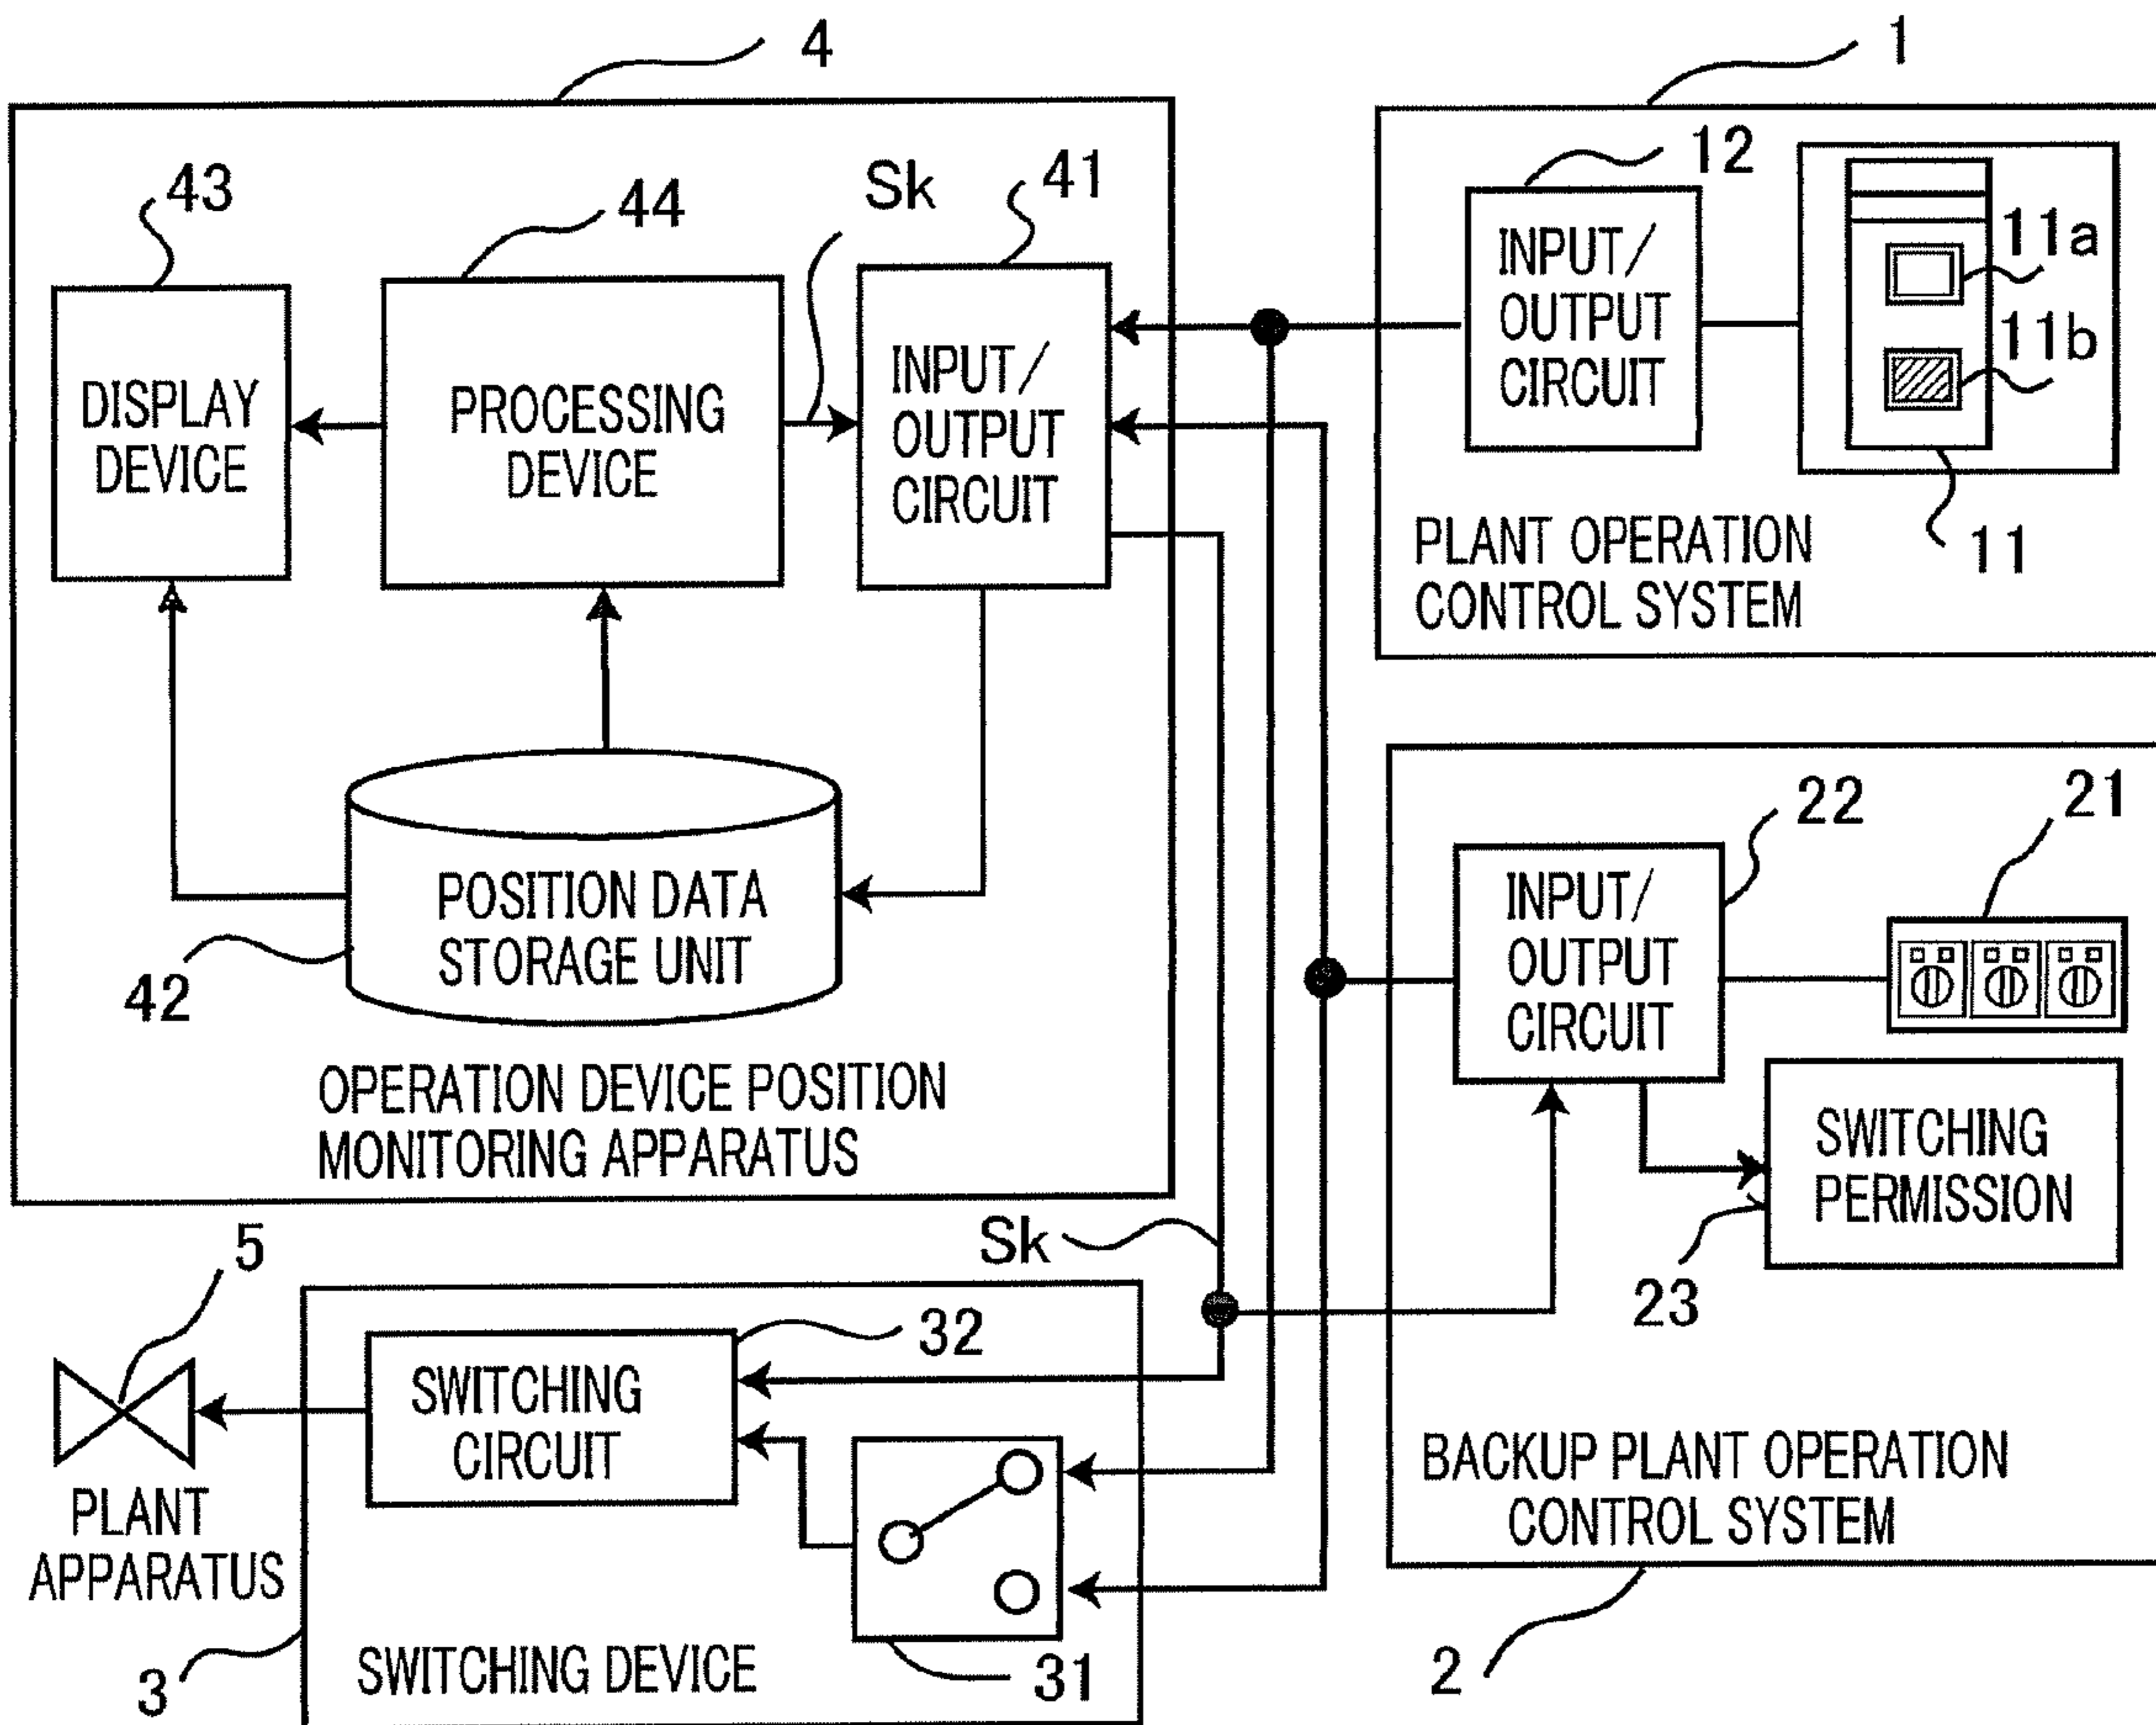 4
1
43
44
Sk
41
12
11a
11b
DISPLAY
DEVICE
PROCESSING
DEVICE
INPUT/
OUTPUT
CIRCUIT
INPUT/
OUTPUT
CIRCUIT
11
PLANT OPERATION
CONTROL SYSTEM
POSITION DATA
STORAGE UNIT
42
OPERATION DEVICE POSITION
MONITORING APPARATUS
22
21
INPUT/
OUTPUT
CIRCUIT
SWITCHING
PERMISSION
23
Sk
5
32
SWITCHING
CIRCUIT
PLANT
APPARATUS
BACKUP PLANT OPERATION
CONTROL SYSTEM
3
SWITCHING DEVICE
31
2